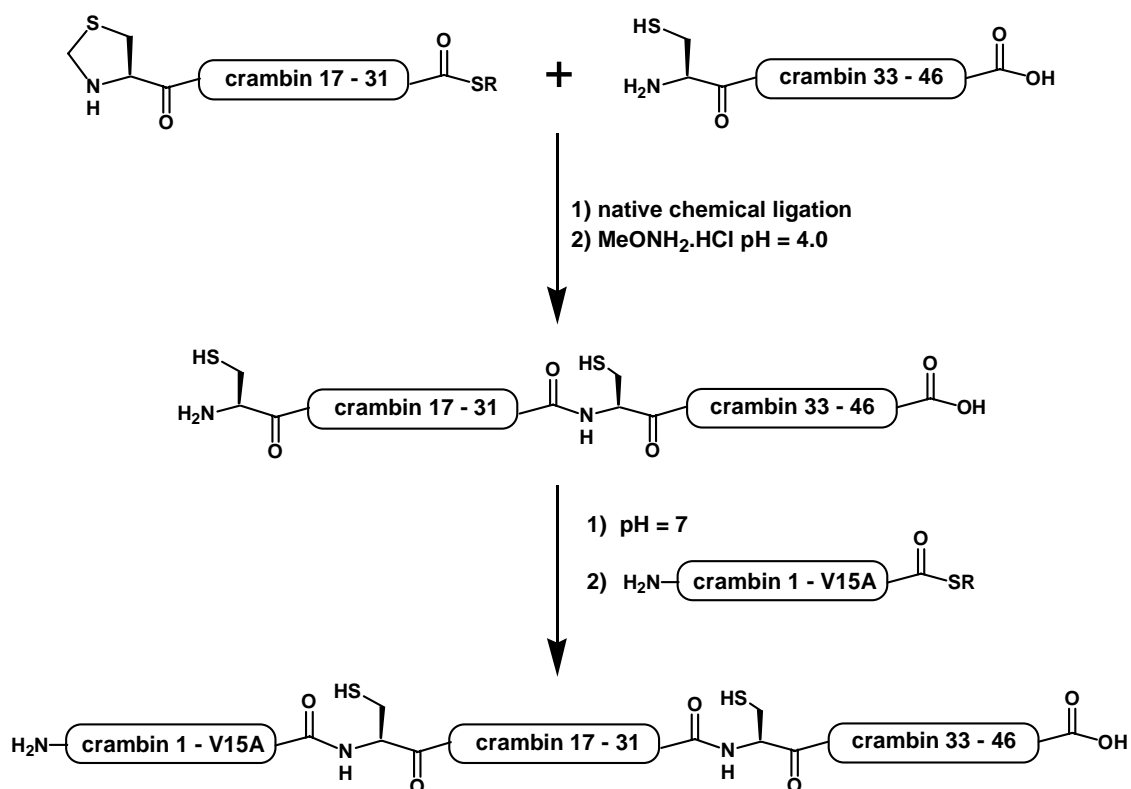 S
HS
O
O
crambin 17 - 31
+
crambin 33 - 46
N
H
SR
H₂N
OH
O
O
1) native chemical ligation
2) MeONH₂.HCl pH = 4.0
HS
O
HS
O
H₂N
crambin 17 - 31
N
H
crambin 33 - 46
OH
O
O
1) pH = 7
O
2) H₂N
crambin 1 - V15A
SR
O
HS
O
HS
O
H₂N
crambin 1 - V15A
N
H
crambin 17 - 31
N
H
crambin 33 - 46
OH
O
O